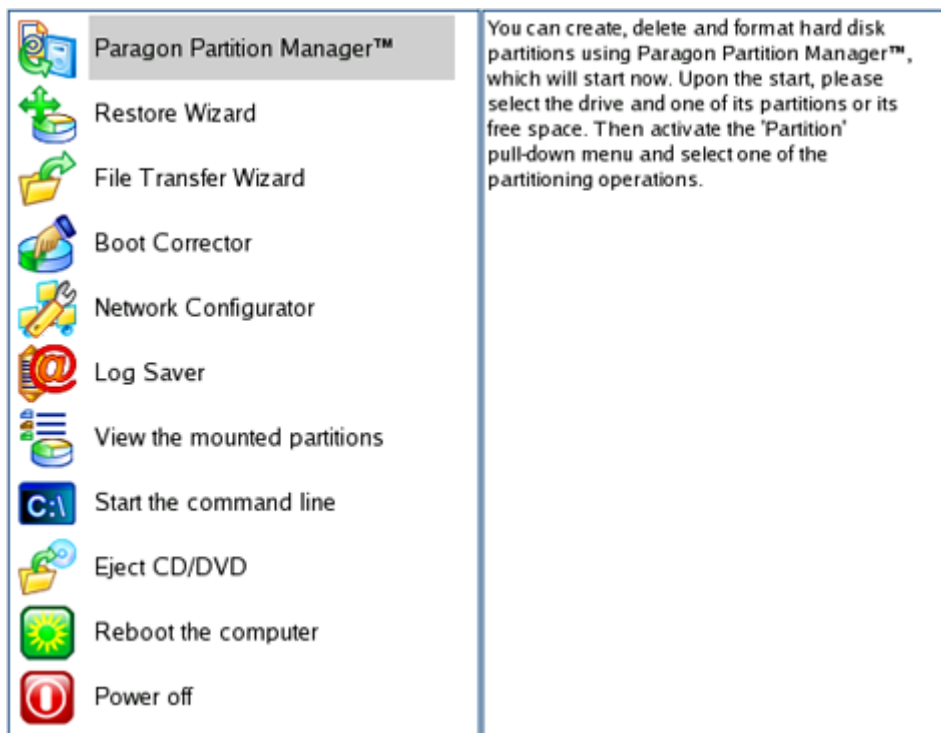 Paragon Partition Manager™
Restore Wizard
File Transfer Wizard
Boot Corrector
Network Configurator
@
Log Saver
View the mounted partitions
C:\
Start the command line
Eject CD/DVD
Reboot the computer
Power off
You can create, delete and format hard disk
partitions using Paragon Partition Manager™,
which will start now. Upon the start, please
select the drive and one of its partitions or its
free space. Then activate the 'Partition'
pull-down menu and select one of the
partitioning operations.